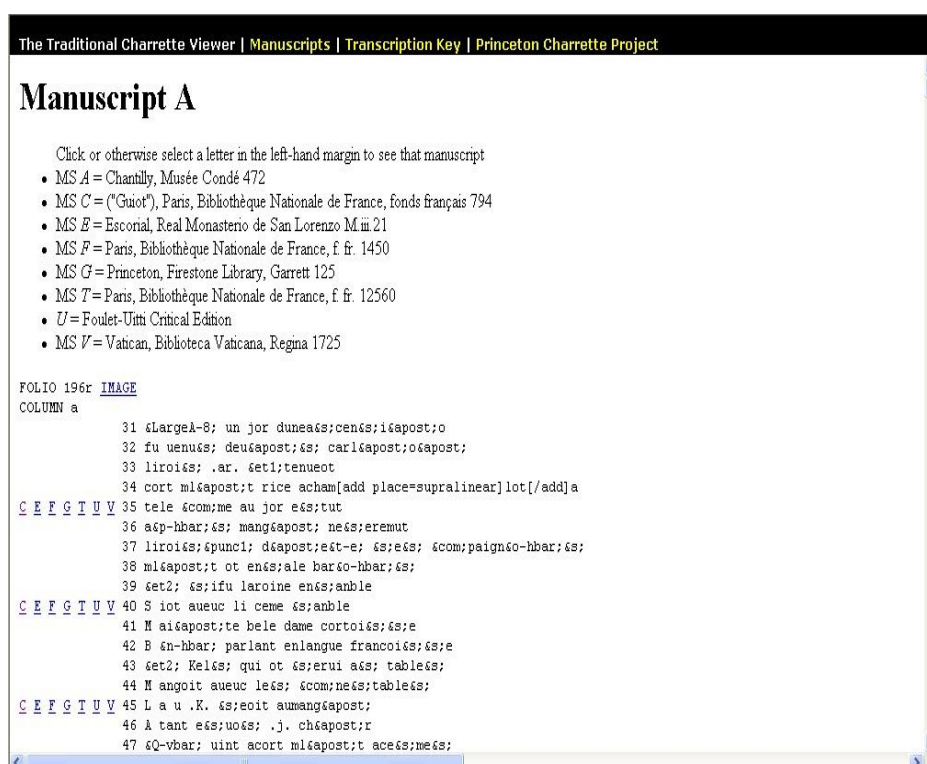 The Traditional Charrette Viewer | Manuscripts | Transcription Key | Princeton Charrette Project
Manuscript A
Click or otherwise select a letter in the left-hand margin to see that manuscript
• MS A = Chantilly, Musée Condé 472
• MS C = ("Guiot"), Paris, Bibliothèque Nationale de France, fonds français 794
• MS E = Escorial, Real Monasterio de San Lorenzo M.iii.21
• MS F = Paris, Bibliothèque Nationale de France, f. fr. 1450
• MS G = Princeton, Firestone Library, Garrett 125
• MS T = Paris, Bibliothèque Nationale de France, f. fr. 12560
• U = Foulet-Uitti Critical Edition
• MS V = Vatican, Biblioteca Vaticana, Regina 1725
FOLIO 196r IMAGE
COLUMN a
31 &LargeA-8; un jor dunea&s;cen&s;i&apost;o
32 fu uenu&s; deu&apost;&s; carl&apost;o&apost;
33 liroi&s; .ar. &et1;tenueot
34 cort ml&apost;t rice acham[add place=supralinear]lot[/add]a
C E F G T U V 35 tele &com;me au jor e&s;tut
36 a&p-hbar;&s; mang&apost; ne&s;eremut
37 liroi&s;&punc1; d&apost;e&t-e; &s;e&s; &com;paign&o-hbar;&s;
38 ml&apost;t ot en&s;ale bar&o-hbar;&s;
39 &et2; &s;ifu laroine en&s;anble
C E F G T U V 40 S iot aueuc li ceme &s;anble
41 M ai&apost;te bele dame cortoi&s;&s;e
42 B &n-hbar; parlant enlangue francoi&s;&s;e
43 &et2; Kel&s; qui ot &s;erui a&s; table&s;
44 M angoit aueuc le&s; &com;ne&s;table&s;
C E F G T U V 45 L a u .K. &s;eoit aumang&apost;
46 A tant e&s;uo&s; .j. ch&apost;r
47 &Q-vbar; uint acort ml&apost;t ace&s;me&s;